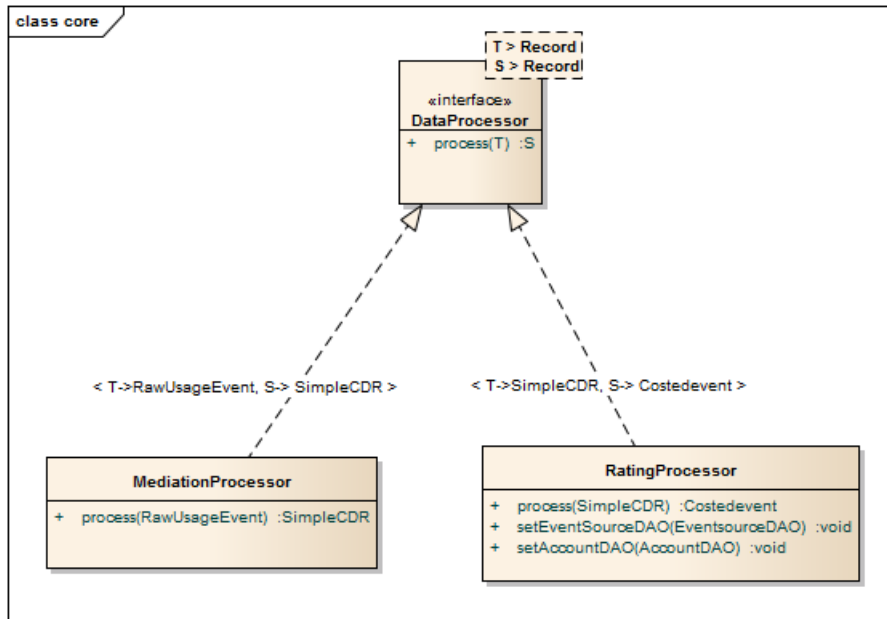 class core
T > Record
S > Record
«interface»
DataProcessor
+ process(T) :S
< T->RawUsageEvent, S-> SimpleCDR >
< T->SimpleCDR, S-> Costedevent >
MediationProcessor
+ process(RawUsageEvent) :SimpleCDR
RatingProcessor
+ process(SimpleCDR) :Costedevent
+ setEventSourceDAO(EventsourceDAO) :void
+ setAccountDAO(AccountDAO) :void